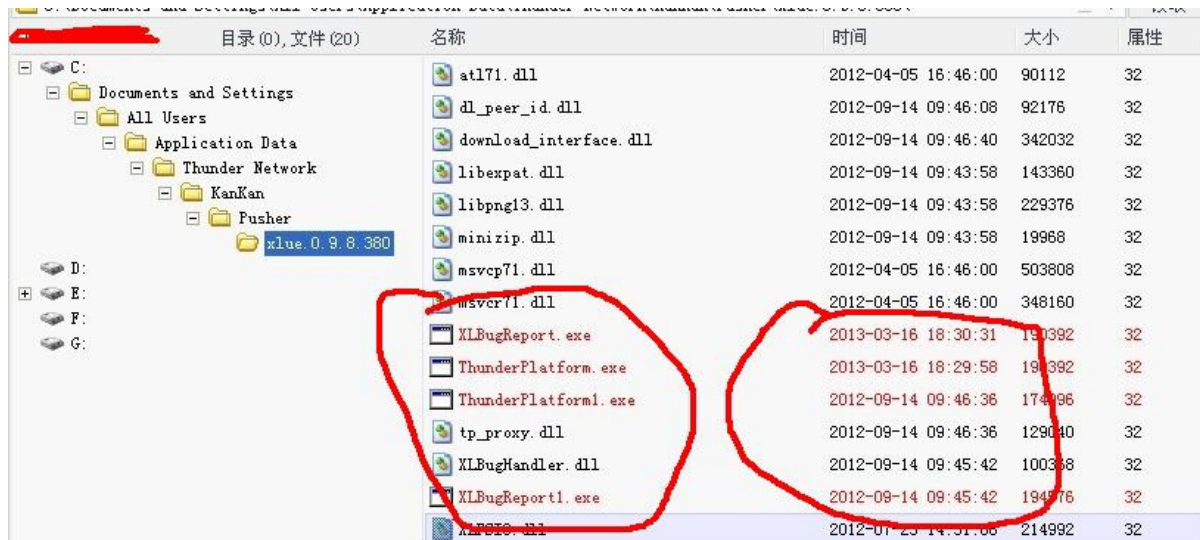 目录(0),文件(20) 名称 时间 大小 属性
C:
Documents and Settings
All Users
Application Data
Thunder Network
KanKan
Pusher
xlue.0.9.8.380
D:
E:
F:
G:
atl71.dll 2012-04-05 16:46:00 90112 32
dl_peer_id.dll 2012-09-14 09:46:08 92176 32
download_interface.dll 2012-09-14 09:46:40 342032 32
libexpat.dll 2012-09-14 09:43:58 143360 32
libpng13.dll 2012-09-14 09:43:58 229376 32
minizip.dll 2012-09-14 09:43:58 19968 32
msvcp71.dll 2012-04-05 16:46:00 503808 32
msvcr71.dll 2012-04-05 16:46:00 348160 32
XLBugReport.exe 2013-03-16 18:30:31 32
ThunderPlatform.exe 2013-03-16 18:29:58 32
ThunderPlatform1.exe 2012-09-14 09:46:36 32
tp_proxy.dll 2012-09-14 09:46:36 129040 32
XLBugHandler.dll 2012-09-14 09:45:42 32
XLBugReport1.exe 2012-09-14 09:45:42 32
214992 32